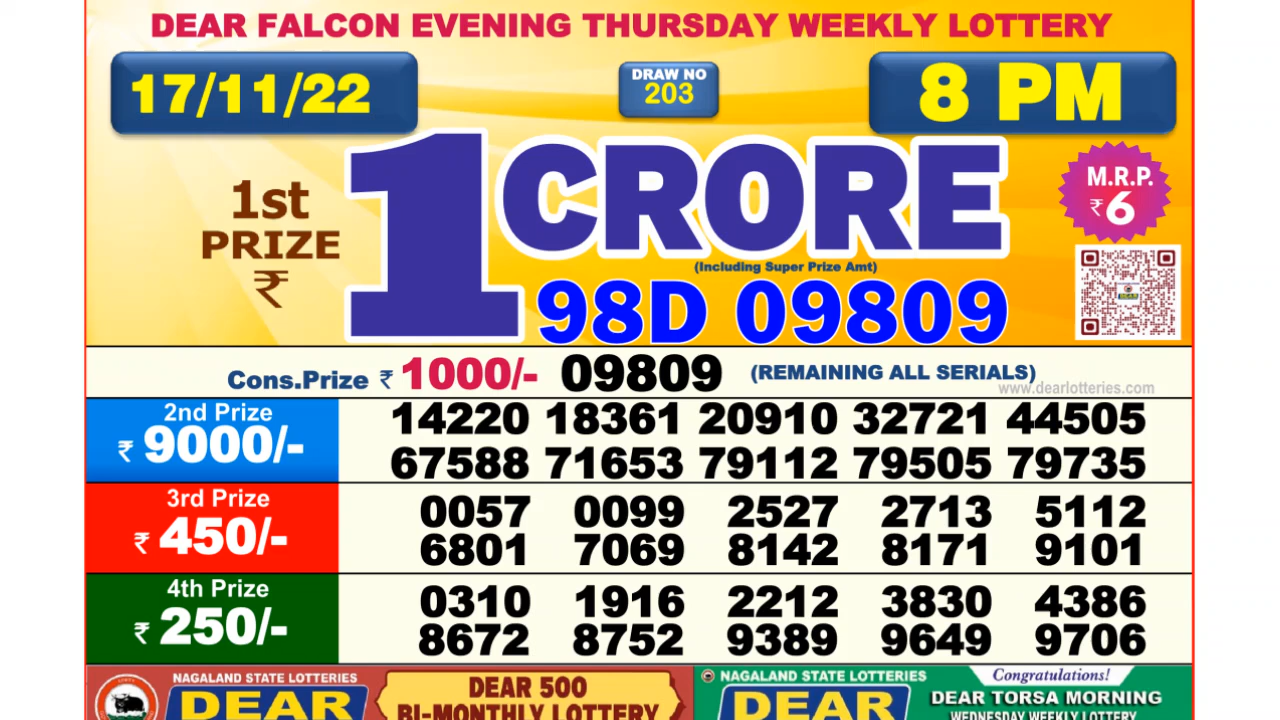 DEAR FALCON EVENING THURSDAY WEEKLY LOTTERY
17/11/22
DRAW NO
203
8 PM
1st
PRIZE
₹
1 CRORE
(Including Super Prize Amt)
98D 09809
M.R.P.
₹6
DEAR
Cons.Prize ₹ 1000/- 09809 (REMAINING ALL SERIALS)
www.dearlotteries.com
2nd Prize
₹ 9000/-
14220 18361 20910 32721 44505
67588 71653 79112 79505 79735
3rd Prize
₹ 450/-
0057 0099 2527 2713 5112
6801 7069 8142 8171 9101
4th Prize
₹ 250/-
0310 1916 2212 3830 4386
8672 8752 9389 9649 9706
NAGALAND STATE LOTTERIES
DEAR
DEAR 500
BI-MONTHLY LOTTERY
NAGALAND STATE LOTTERIES
DEAR
Congratulations!
DEAR TORSA MORNING
WEDNESDAY WEEKLY LOTTERY